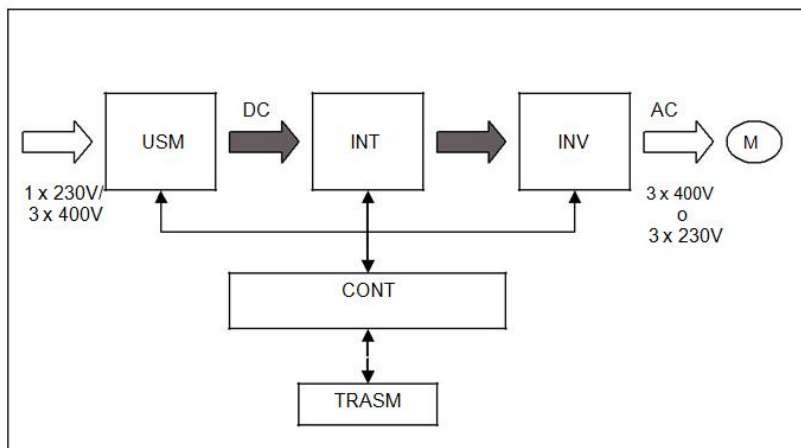 DC
AC
USM
INT
INV
M
1 x 230V/
3 x 400V
3 x 400V
o
3 x 230V
CONT
TRASM